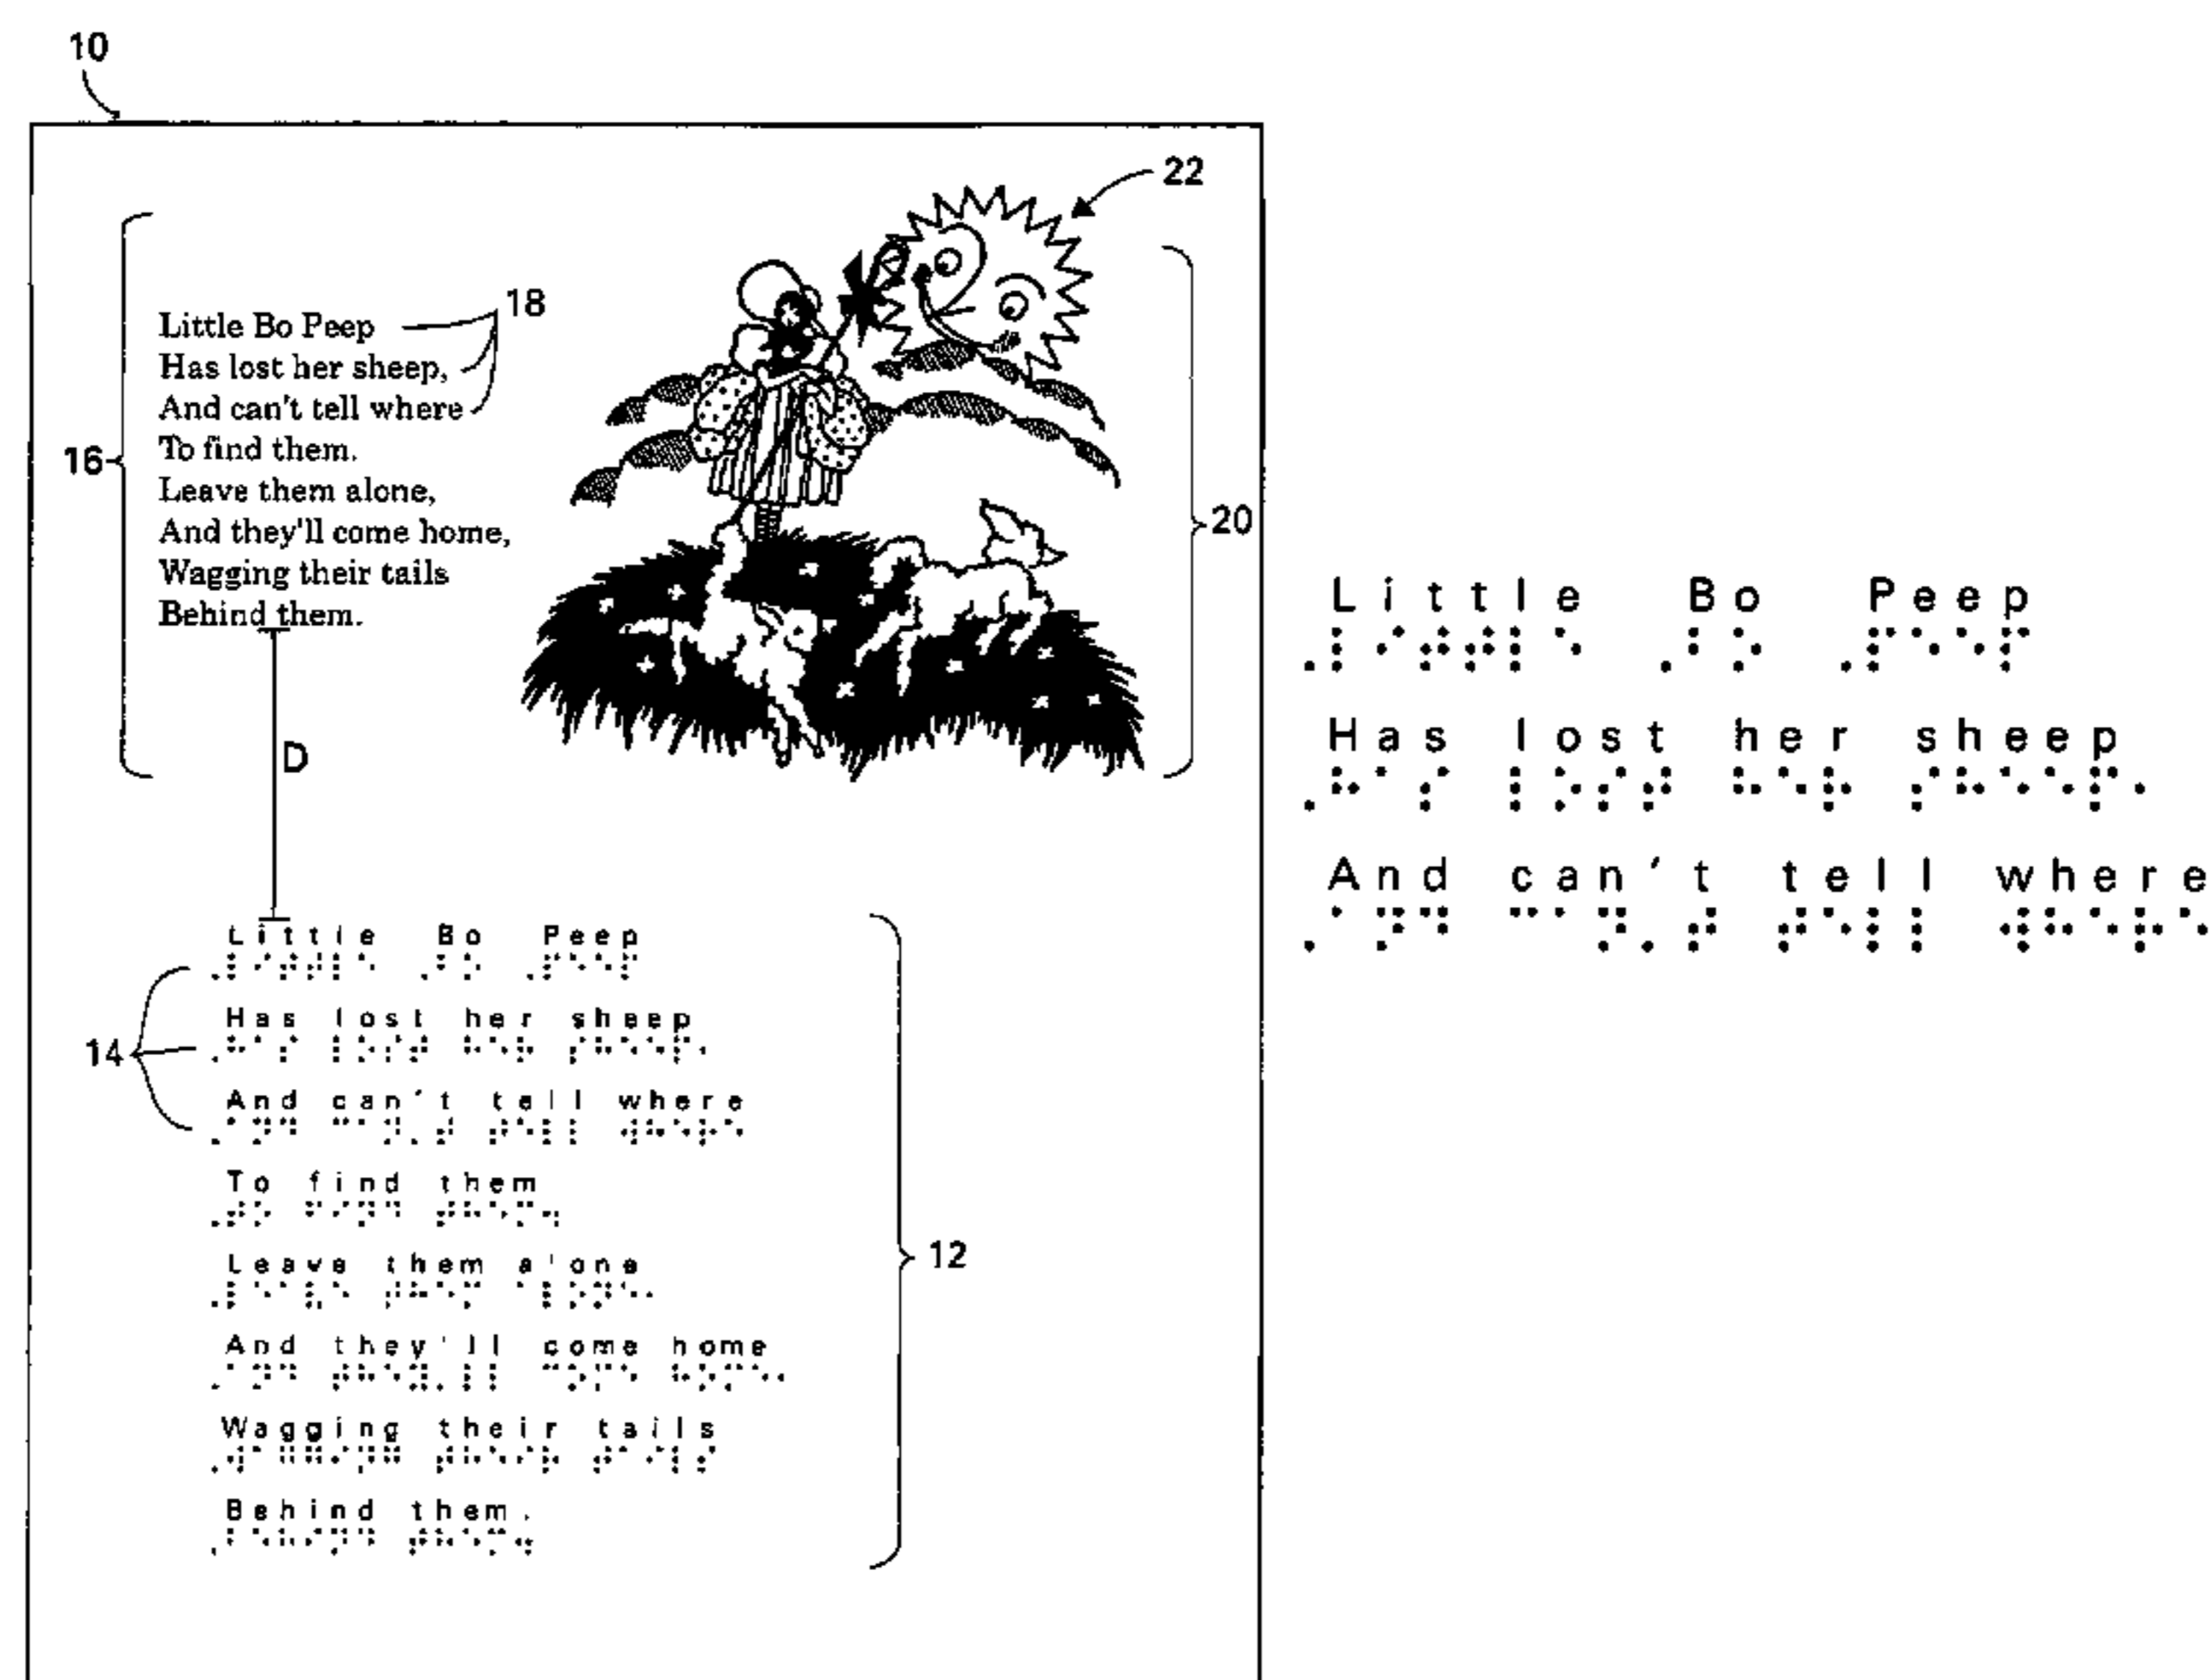 10
22
18
Little Bo Peep
Has lost her sheep,
And can't tell where
To find them.
Leave them alone,
And they'll come home,
Wagging their tails
Behind them.
16
20
D
Little Bo Peep
⠠⠇⠊⠞⠞⠇⠑ ⠠⠃⠕ ⠠⠏⠑⠑⠏
Has lost her sheep
⠠⠓⠁⠎ ⠇⠕⠎⠞ ⠓⠑⠗ ⠎⠓⠑⠑⠏⠂
And can't tell where
⠠⠁⠝⠙ ⠉⠁⠝⠄⠞ ⠞⠑⠇⠇ ⠺⠓⠑⠗⠑
To find them
⠠⠞⠕ ⠋⠊⠝⠙ ⠞⠓⠑⠍⠲
Leave them a'one
⠠⠇⠑⠁⠧⠑ ⠞⠓⠑⠍ ⠁⠇⠕⠝⠑⠂
And they'll come home
⠠⠁⠝⠙ ⠞⠓⠑⠽⠄⠇⠇ ⠉⠕⠍⠑ ⠓⠕⠍⠑⠂
Wagging their tails
⠠⠺⠁⠛⠛⠊⠝⠛ ⠞⠓⠑⠊⠗ ⠞⠁⠊⠇⠎
Behind them.
⠠⠃⠑⠓⠊⠝⠙ ⠞⠓⠑⠍⠲
14
12
Little Bo Peep
⠠⠇⠊⠞⠞⠇⠑ ⠠⠃⠕ ⠠⠏⠑⠑⠏
Has lost her sheep
⠠⠓⠁⠎ ⠇⠕⠎⠞ ⠓⠑⠗ ⠎⠓⠑⠑⠏⠂
And can't tell where
⠠⠁⠝⠙ ⠉⠁⠝⠄⠞ ⠞⠑⠇⠇ ⠺⠓⠑⠗⠑